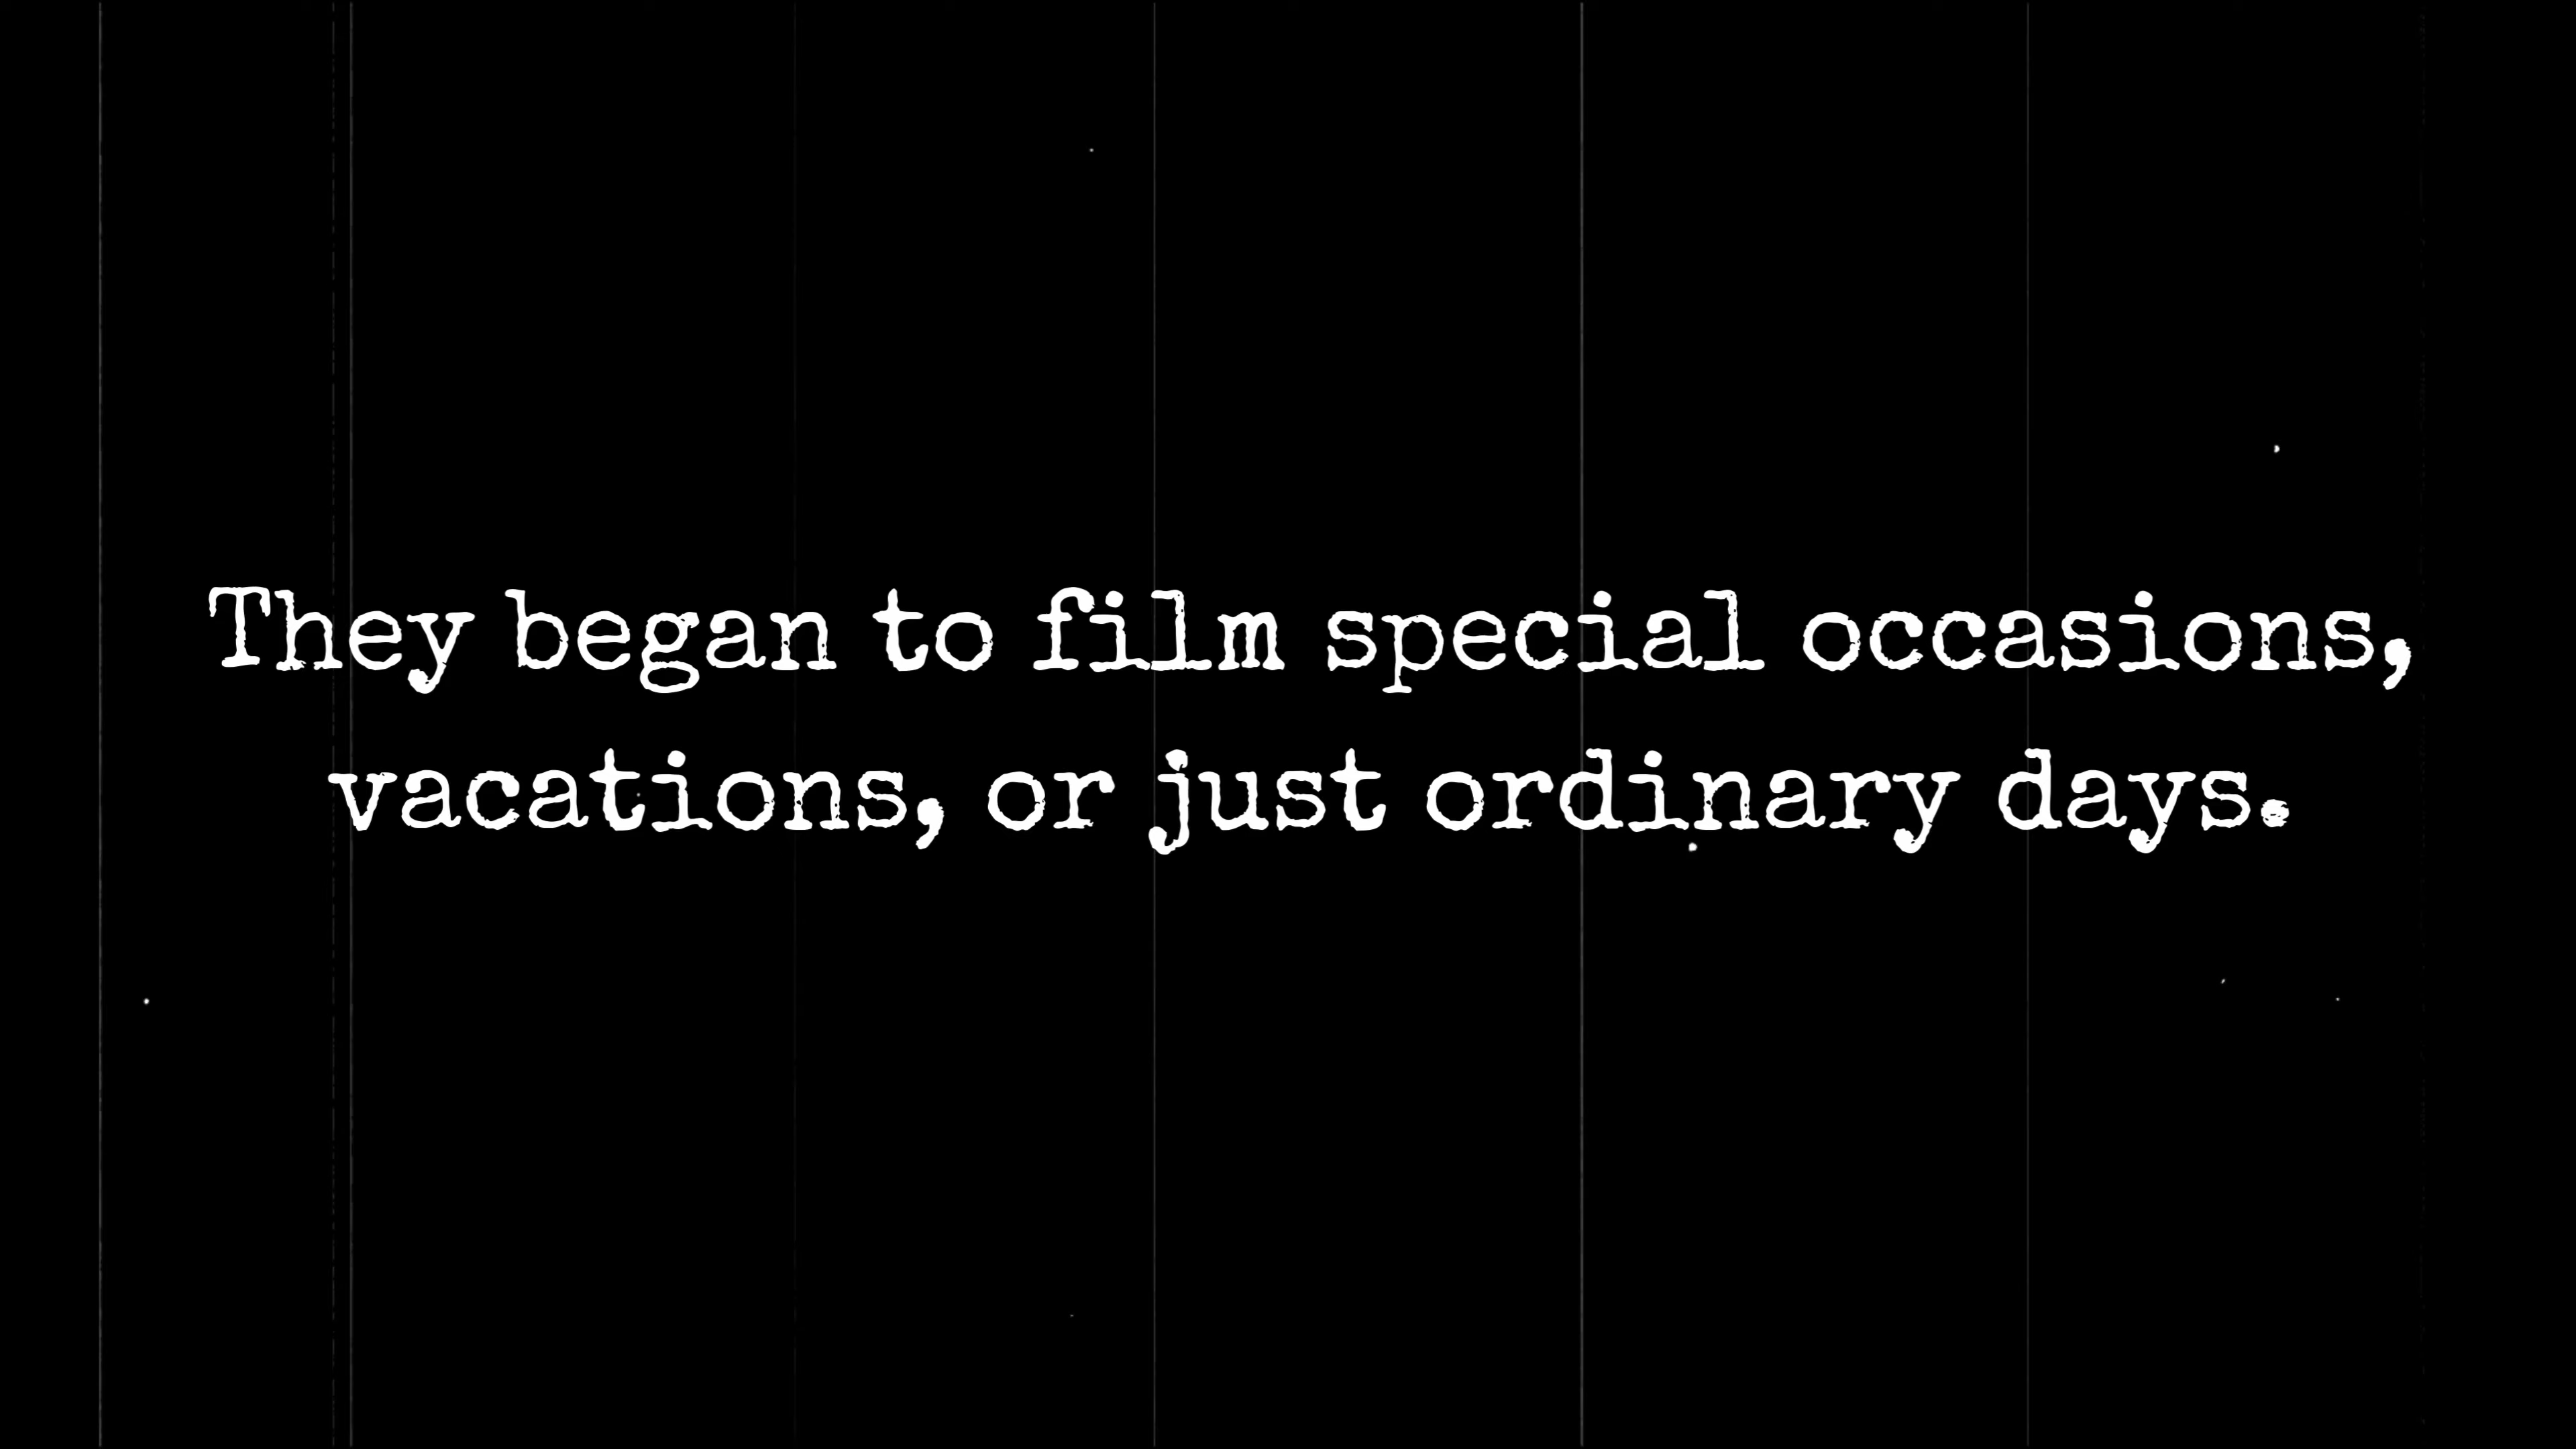 They began to film special occasions,
vacations, or just ordinary days.